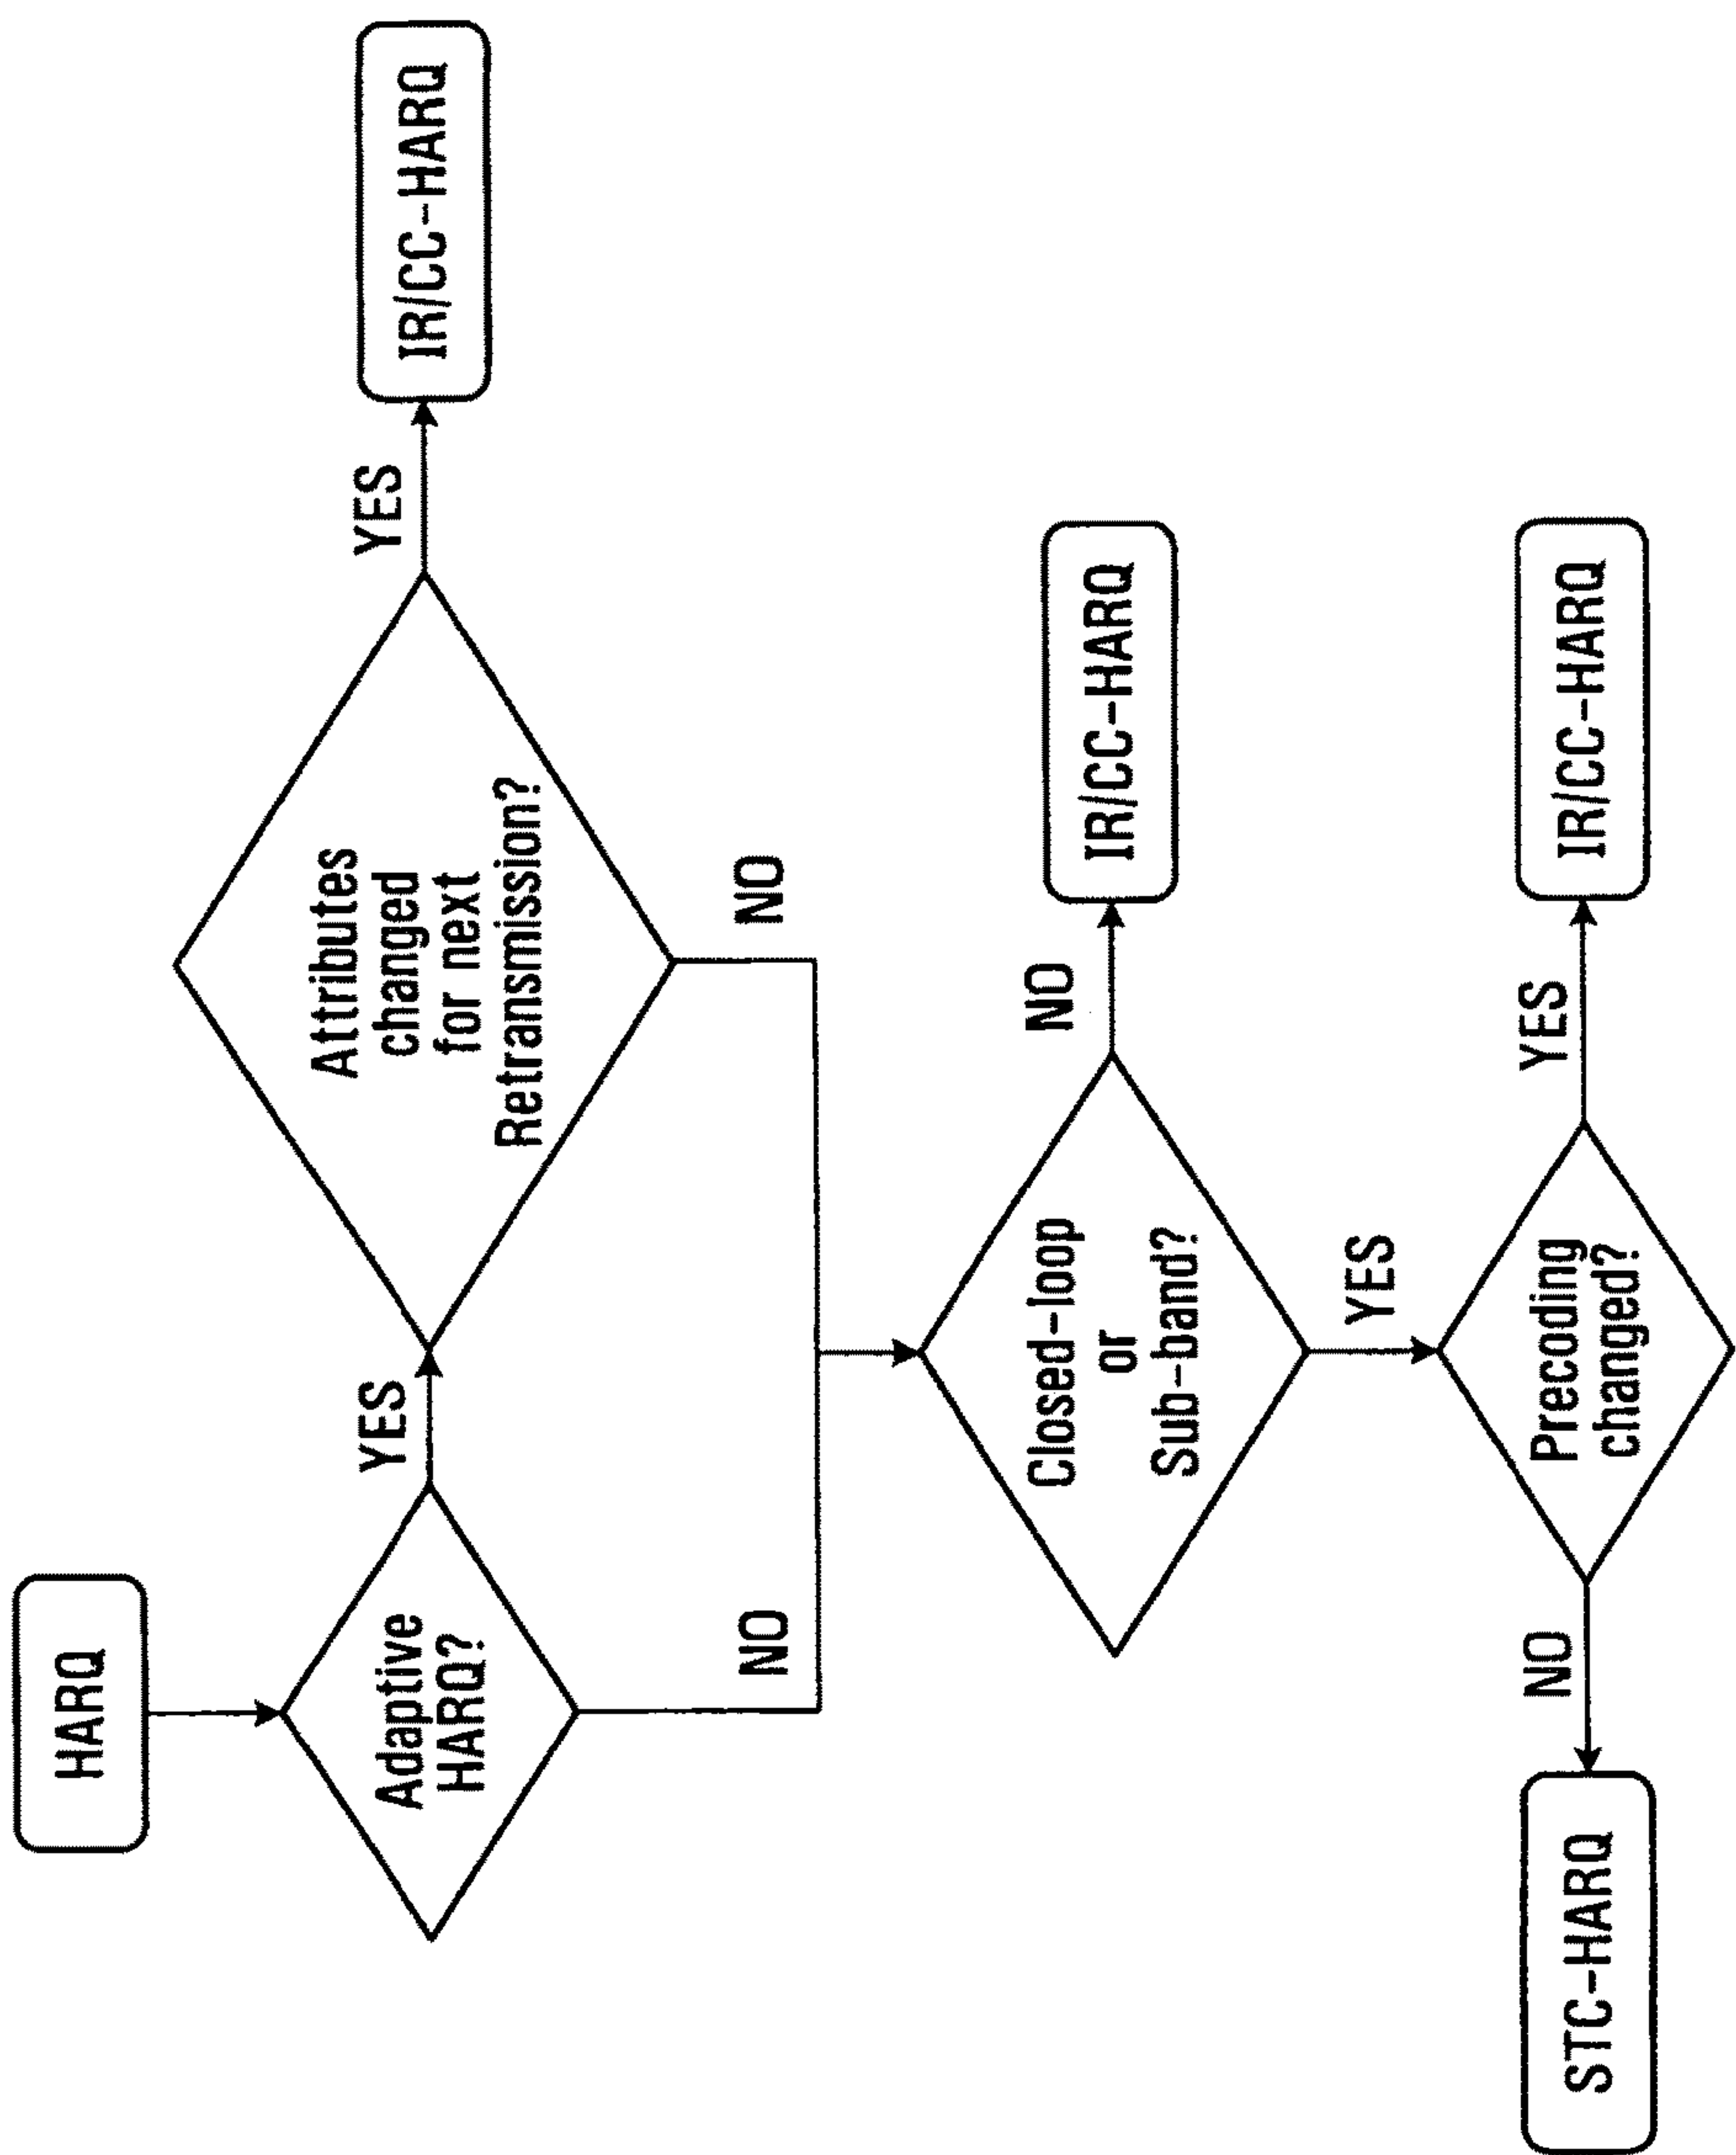 HARQ
Adaptive
HARQ?
YES
Attributes
changed
for next
Retransmission?
YES
IR/CC-HARQ
NO
NO
Closed-loop
or
Sub-band?
NO
IR/CC-HARQ
YES
Precoding
changed?
YES
IR/CC-HARQ
NO
STC-HARQ